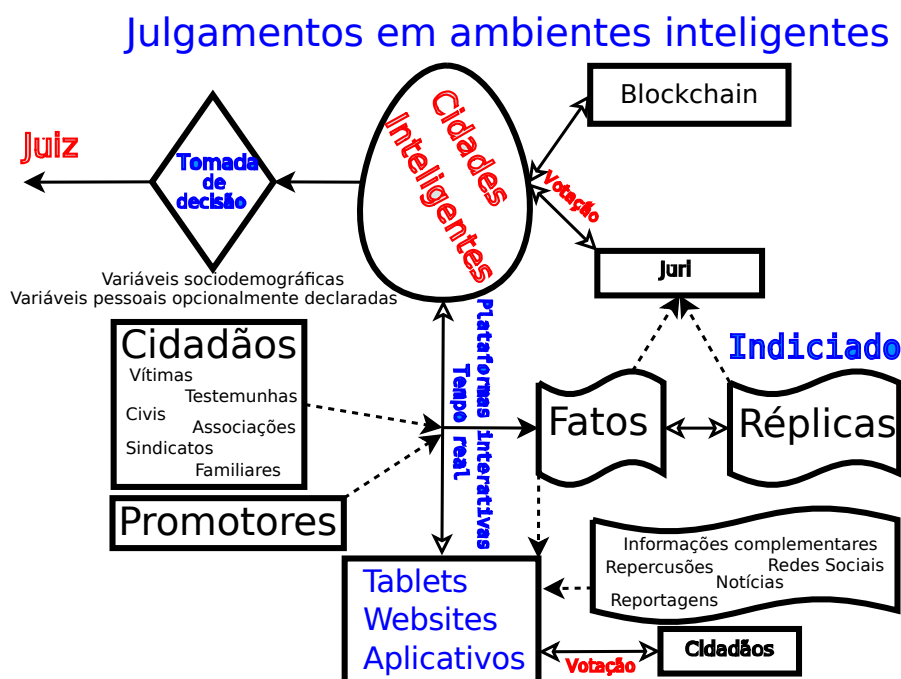 Julgamentos em ambientes inteligentes
Blockchain
Cidades
Inteligentes
Juiz
Tomada
de
decisão
Votação
Juri
Variáveis sociodemográficas
Variáveis pessoais opcionalmente declaradas
Plataformas interativas
Tempo real
Cidadãos
Vítimas
Testemunhas
Civis
Associações
Sindicatos
Familiares
Promotores
Indiciado
Fatos
Réplicas
Informações complementares
Repercusões
Redes Sociais
Notícias
Reportagens
Tablets
Websites
Aplicativos
Votação
Cidadãos